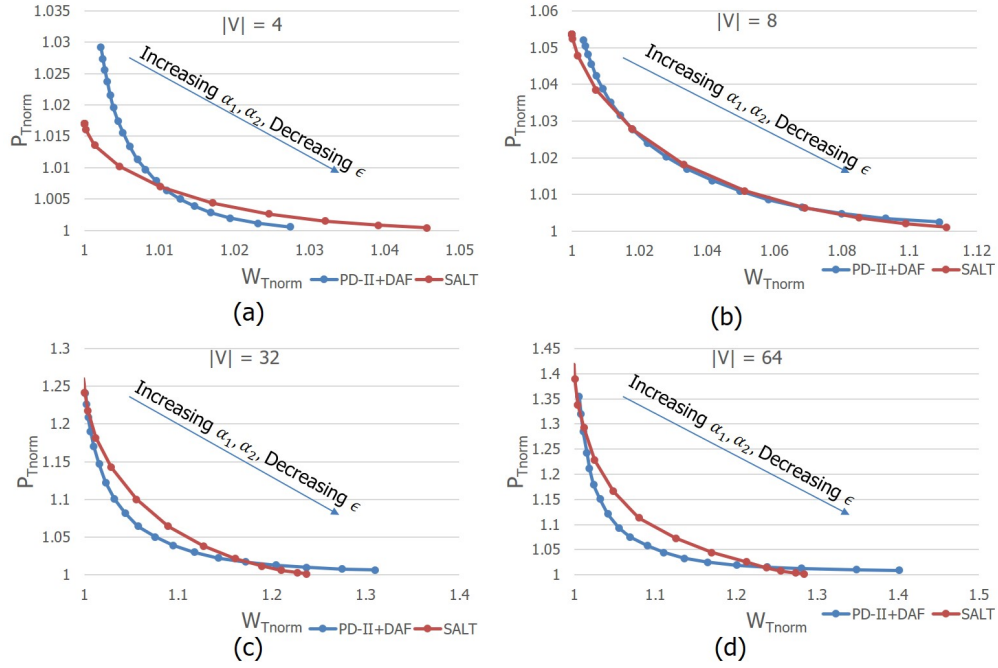 |V| = 4
1.035
1.03
1.025
1.02
1.015
1.01
1.005
1
P_Tnorm
Increasing α₁, α₂, Decreasing ϵ
1 1.01 1.02 1.03 1.04 1.05
W_Tnorm PD-II+DAF SALT
(a)
|V| = 8
1.06
1.05
1.04
1.03
1.02
1.01
1
P_Tnorm
Increasing α₁, α₂, Decreasing ϵ
1 1.02 1.04 1.06 1.08 1.1 1.12
W_Tnorm PD-II+DAF SALT
(b)
|V| = 32
1.3
1.25
1.2
1.15
1.1
1.05
1
P_Tnorm
Increasing α₁, α₂, Decreasing ϵ
1 1.1 1.2 1.3 1.4
W_Tnorm PD-II+DAF SALT
(c)
|V| = 64
1.45
1.4
1.35
1.3
1.25
1.2
1.15
1.1
1.05
1
P_Tnorm
Increasing α₁, α₂, Decreasing ϵ
1 1.1 1.2 1.3 1.4 1.5
W_Tnorm PD-II+DAF SALT
(d)